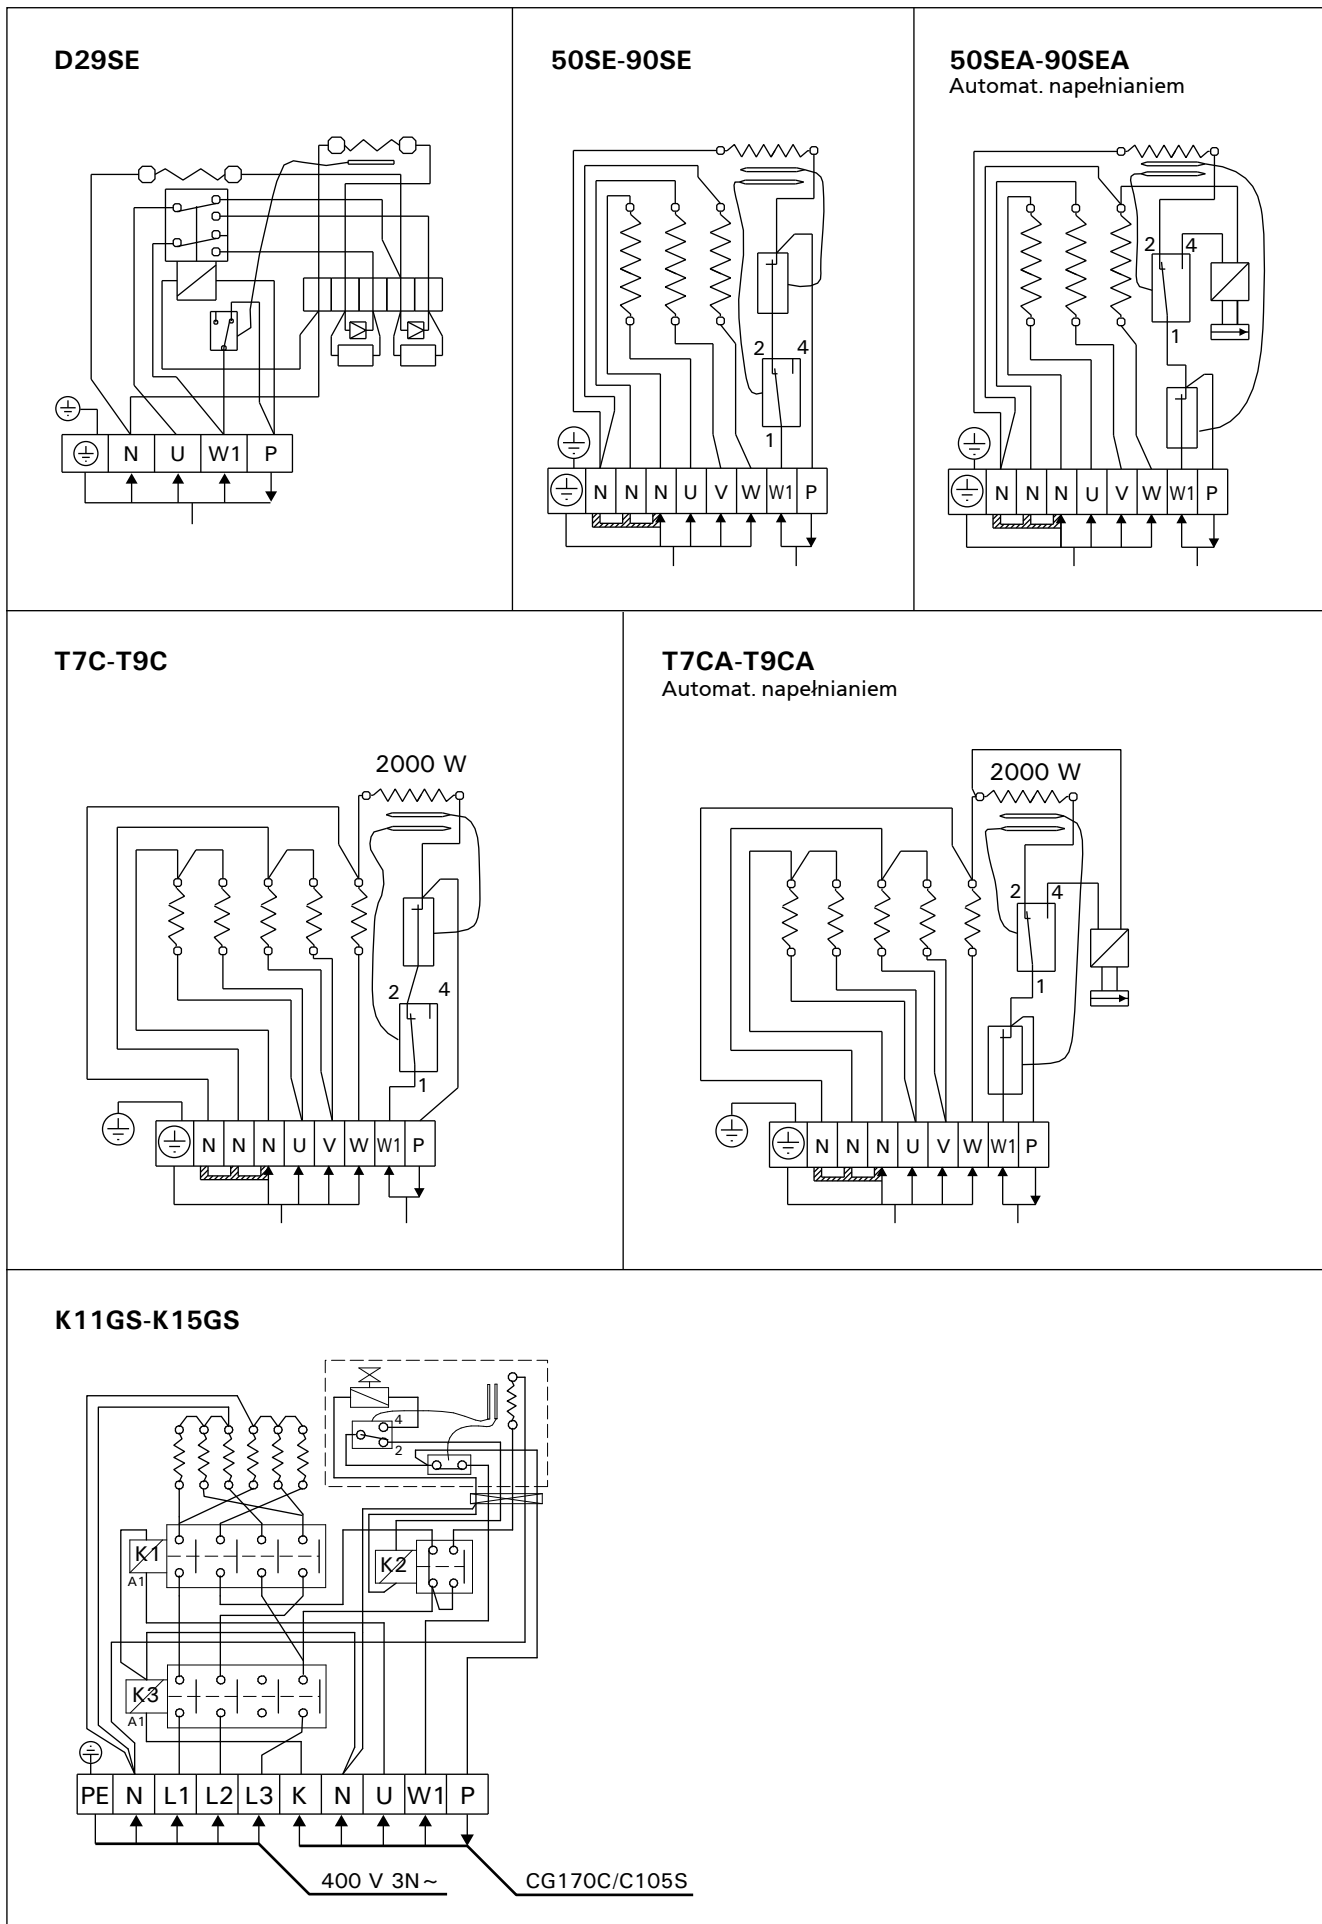 D29SE
N U W1 P
50SE-90SE
2 4
1
N N N U V W W1 P
50SEA-90SEA
Automat. napełnianiem
2 4
1
N N N U V W W1 P
T7C-T9C
2000 W
2 4
1
N N N U V W W1 P
T7CA-T9CA
Automat. napełnianiem
2000 W
2 4
1
N N N U V W W1 P
K11GS-K15GS
4
2
K1
A1
K2
K3
A1
PE N L1 L2 L3 K N U W1 P
400 V 3N~
CG170C/C105S